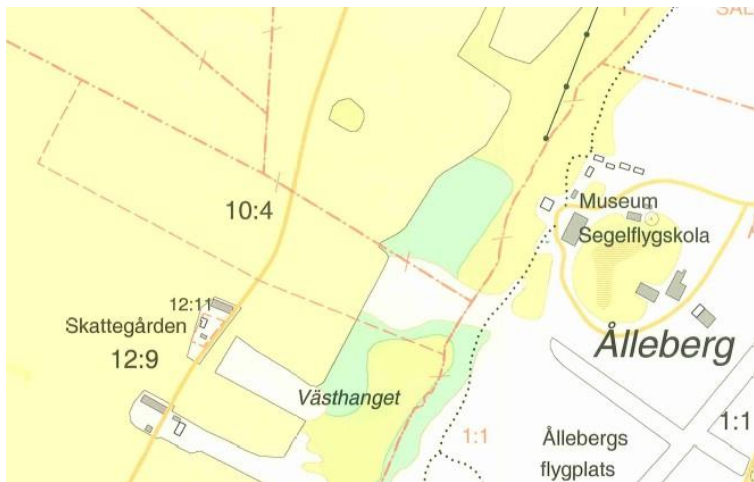 Museum
Segelflygskola
10:4
12:11
Skattegården
12:9
Ålleberg
Västhanget
1:1
Ållebergs
flygplats
1:1